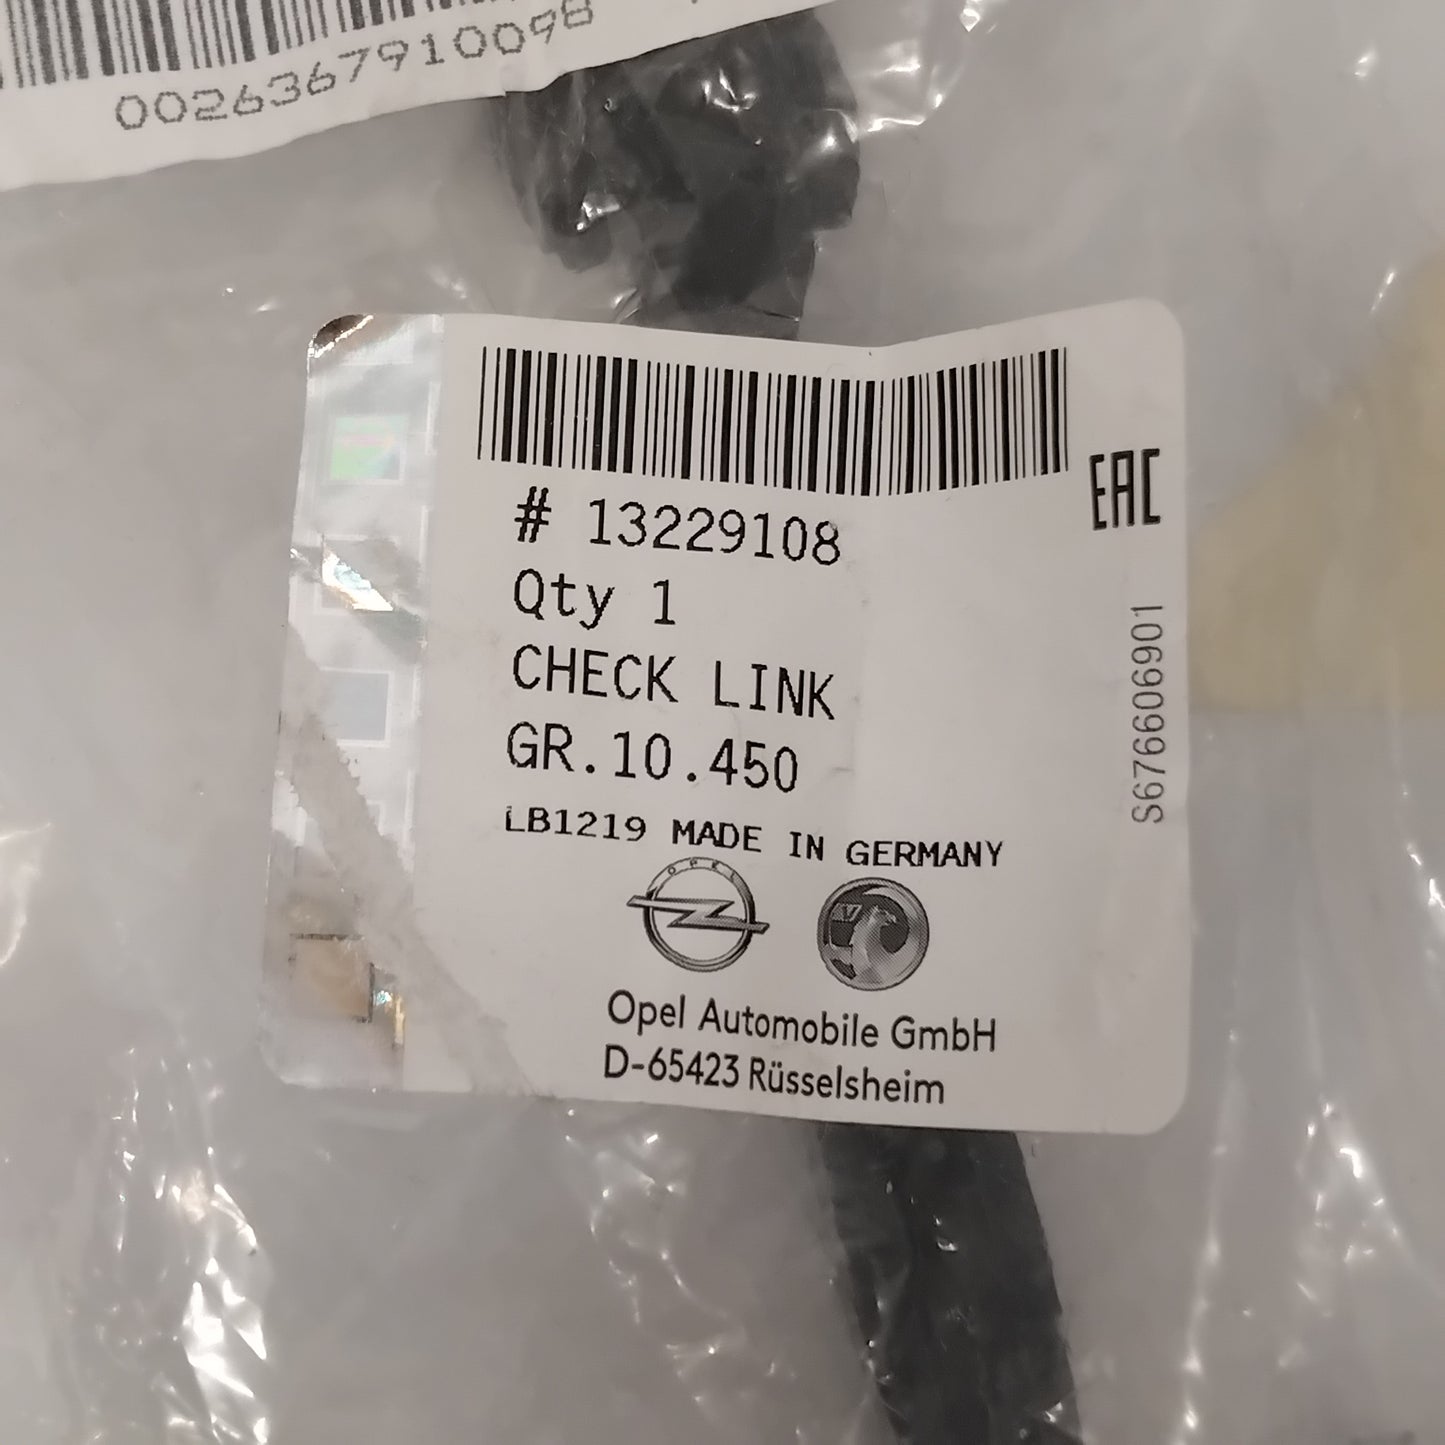 002636791009８
# 13229108
Qty 1
CHECK LINK
GR.10.450
LB1219 MADE IN GERMANY
EAC
S676606901
OPEL
V
Opel Automobile GmbH
D-65423 Rüsselsheim